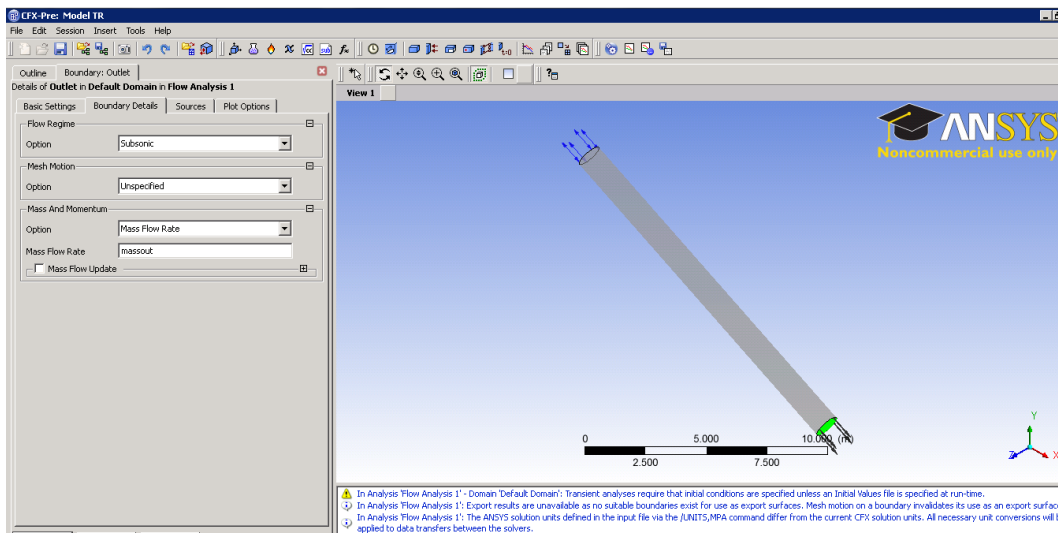 CFX-Pre: Model TR
File Edit Session Insert Tools Help
Outline Boundary: Outlet
Details of Outlet in Default Domain in Flow Analysis 1
Basic Settings Boundary Details Sources Plot Options
Flow Regime
Option Subsonic
Mesh Motion
Option Unspecified
Mass And Momentum
Option Mass Flow Rate
Mass Flow Rate massout
Mass Flow Update
View 1
ANSYS
Noncommercial use only
0 5.000 10.000 (m)
2.500 7.500
Y
Z X
In Analysis 'Flow Analysis 1' - Domain 'Default Domain': Transient analyses require that initial conditions are specified unless an Initial Values file is specified at run-time.
In Analysis 'Flow Analysis 1': Export results are unavailable as no suitable boundaries exist for use as export surfaces. Mesh motion on a boundary invalidates its use as an export surface
In Analysis 'Flow Analysis 1': The ANSYS solution units defined in the input file via the /UNITS,MPA command differ from the current CFX solution units. All necessary unit conversions will b
applied to data transfers between the solvers.